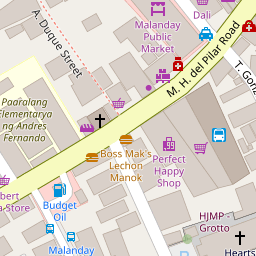 Malanday
Public
Market
Dali
A. Duque Street
M. H. del Pilar Road
Paaralang
Elementarya
ng Andres
Fernando
Boss Mak's
Lechon
Manok
Perfect
Happy
Shop
Budget
Oil
Malanday
HJMP -
Grotto
Hearts